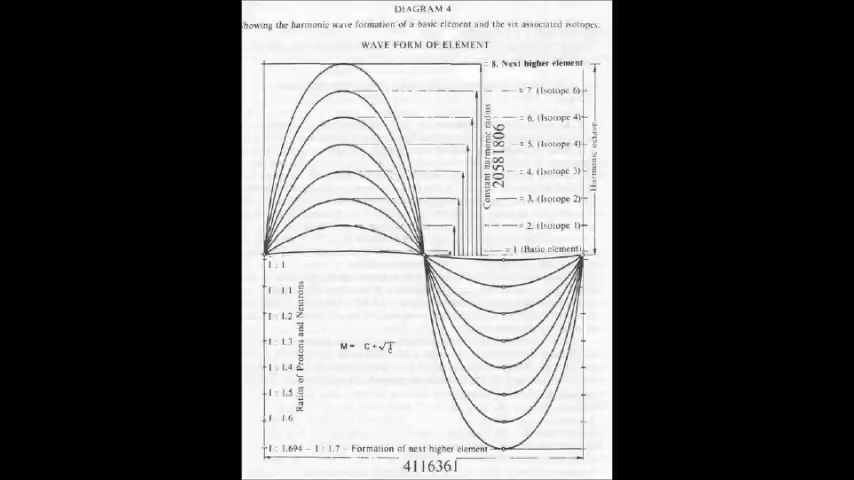 DIAGRAM 4
howing the harmonic wave formation of a basic element and the six associated isotopes.
WAVE FORM OF ELEMENT
= 8. Next higher element
= 7. (Isotope 6)
= 6. (Isotope 4)
= 5. (Isotope 4)
= 4. (Isotope 3)
= 3. (Isotope 2)
= 2. (Isotope 1)
= 1 (Basic element)
Constant harmonic radius
20581806
Harmonic octave
1 : 1
1 : 1.1
1 : 1.2
1 : 1.3
1 : 1.4
1 : 1.5
1 : 1.6
Ratios of Protons and Neutrons
M = C + √1/C
1 : 1.694 - 1 : 1.7 - Formation of next higher element
4116361